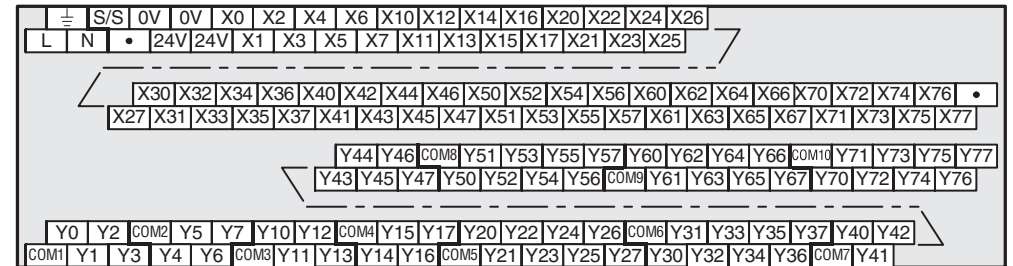 ⏚ S/S 0V 0V X0 X2 X4 X6 X10 X12 X14 X16 X20 X22 X24 X26
L N • 24V 24V X1 X3 X5 X7 X11 X13 X15 X17 X21 X23 X25
X30 X32 X34 X36 X40 X42 X44 X46 X50 X52 X54 X56 X60 X62 X64 X66 X70 X72 X74 X76 •
X27 X31 X33 X35 X37 X41 X43 X45 X47 X51 X53 X55 X57 X61 X63 X65 X67 X71 X73 X75 X77
Y44 Y46 COM8 Y51 Y53 Y55 Y57 Y60 Y62 Y64 Y66 COM10 Y71 Y73 Y75 Y77
Y43 Y45 Y47 Y50 Y52 Y54 Y56 COM9 Y61 Y63 Y65 Y67 Y70 Y72 Y74 Y76
Y0 Y2 COM2 Y5 Y7 Y10 Y12 COM4 Y15 Y17 Y20 Y22 Y24 Y26 COM6 Y31 Y33 Y35 Y37 Y40 Y42
COM1 Y1 Y3 Y4 Y6 COM3 Y11 Y13 Y14 Y16 COM5 Y21 Y23 Y25 Y27 Y30 Y32 Y34 Y36 COM7 Y41